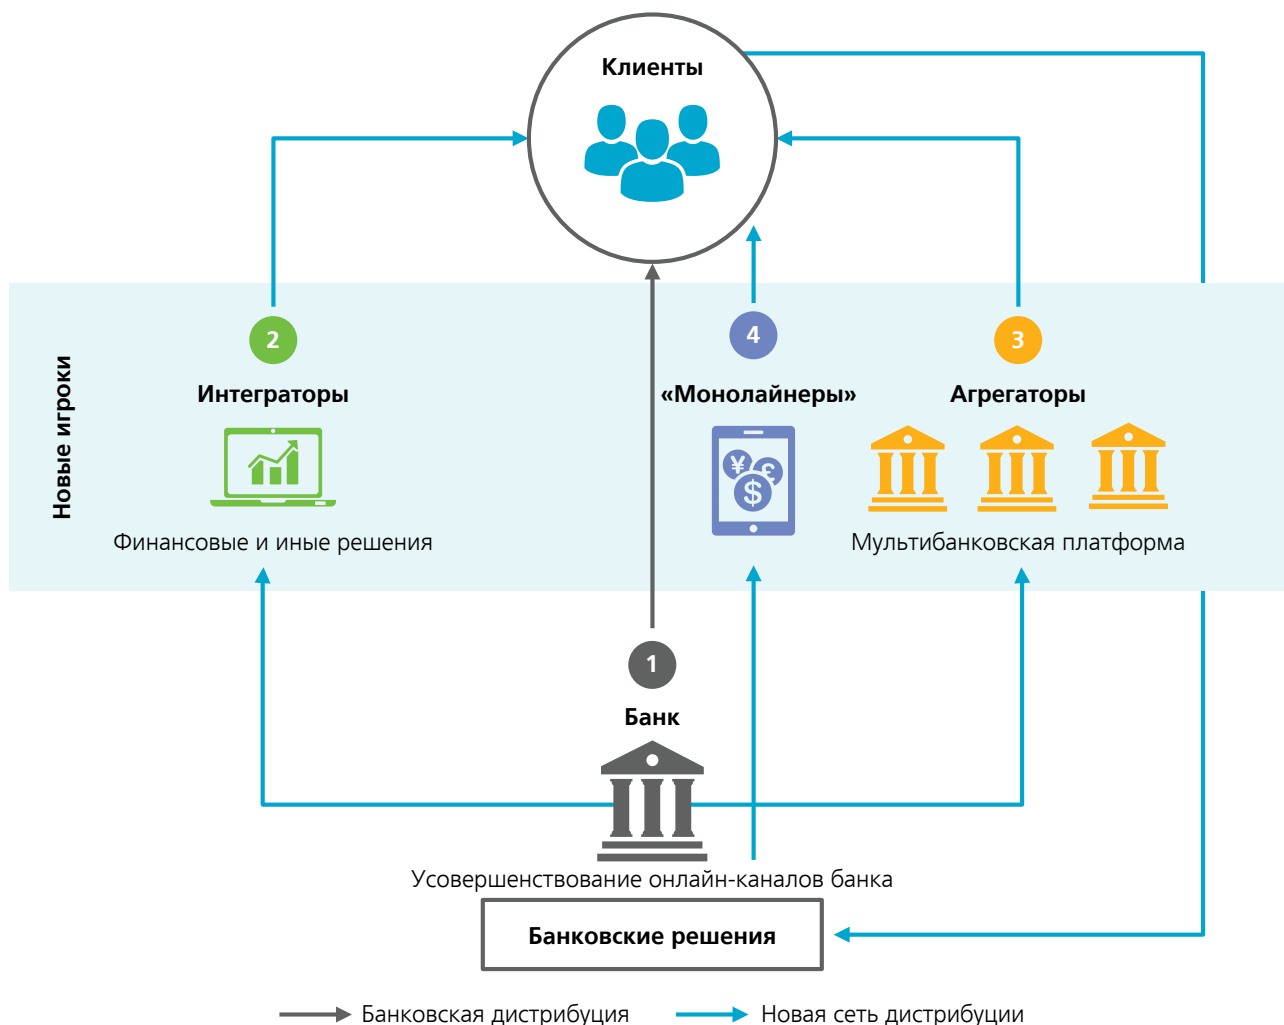 Клиенты
Новые игроки
2
4
3
Интеграторы
«Монолайнеры»
Агрегаторы
¥
£
$
Финансовые и иные решения
Мультибанковская платформа
1
Банк
Усовершенствование онлайн-каналов банка
Банковские решения
Банковская дистрибуция
Новая сеть дистрибуции